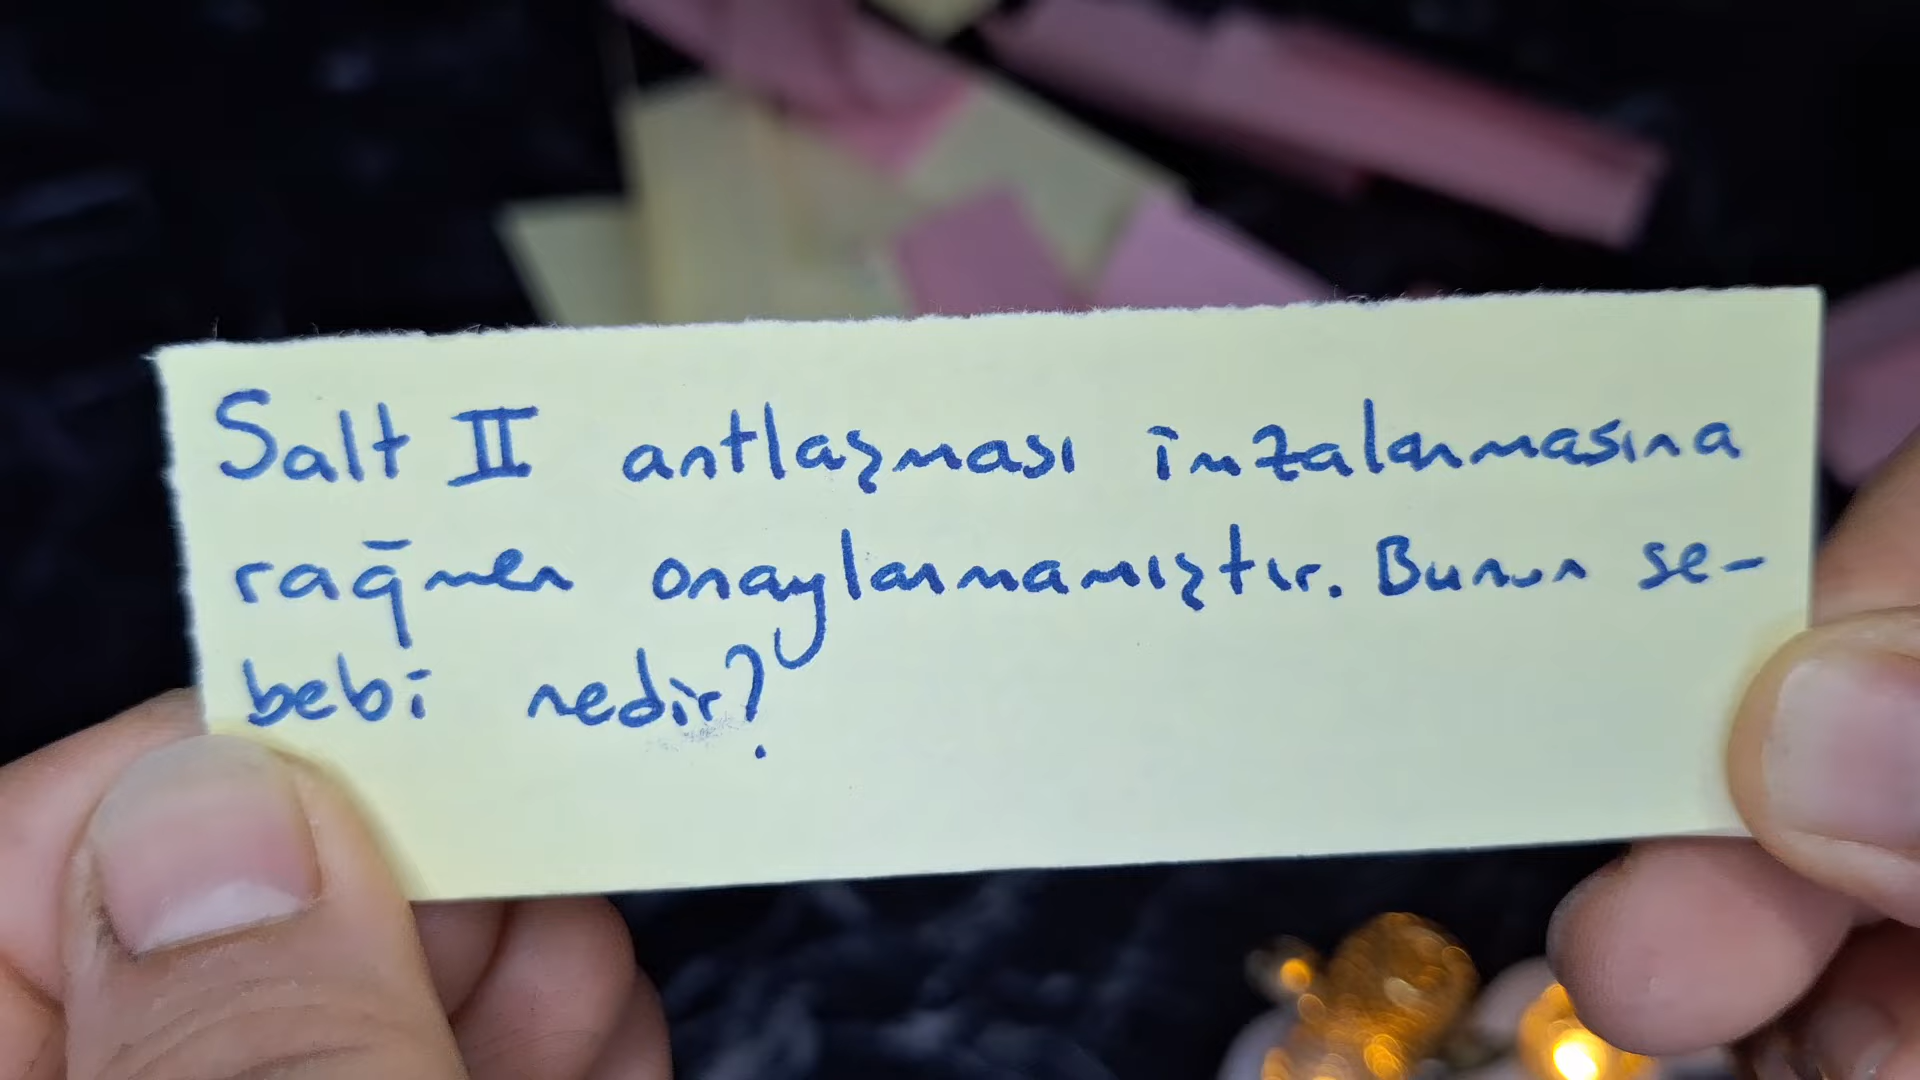 Salt II antlaşması imzalanmasına
rağmen onaylanmamıştır. Bunun se-
bebi nedir?